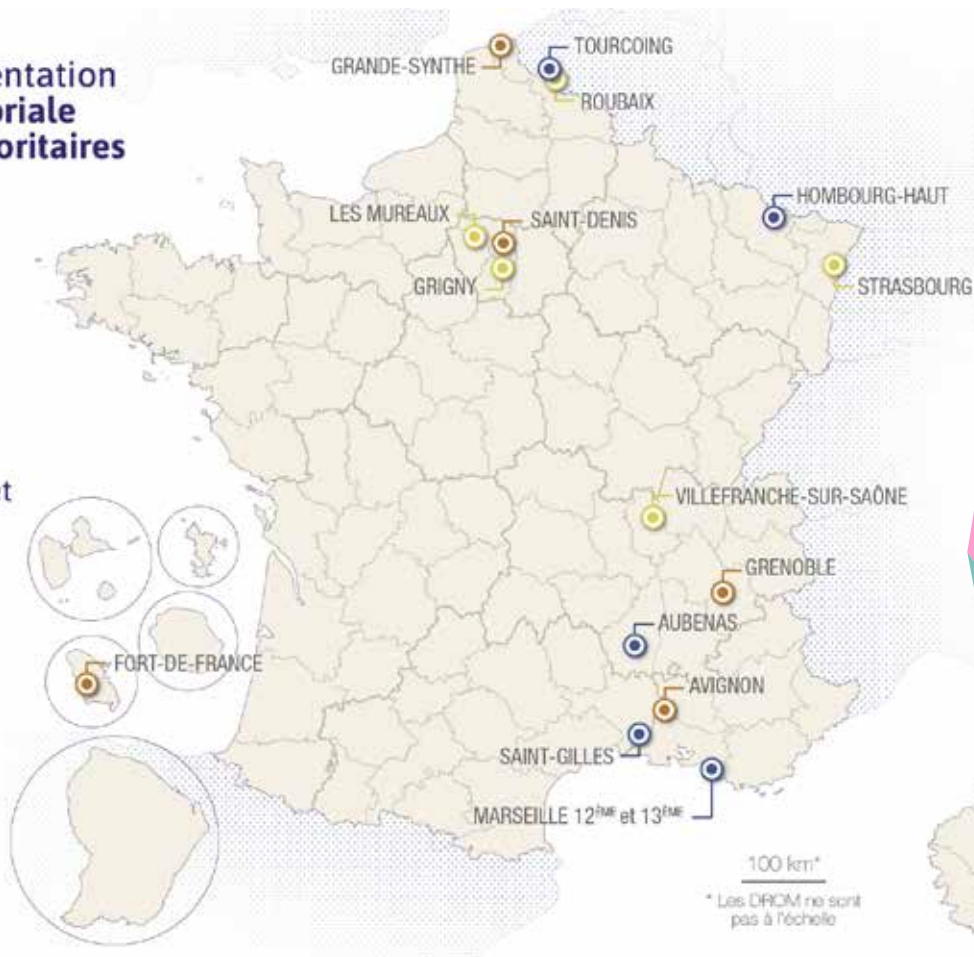 entation
oriale
oritaires
GRANDE-SYNTHE
TOURCOING
ROUBAIX
HOMBOURG-HAUT
LES MUREAUX
SAINT-DENIS
GRIGNY
STRASBOURG
et
VILLEFRANCHE-SUR-SAÔNE
GRENOBLE
AUBENAS
FORT-DE-FRANCE
AVIGNON
SAINT-GILLES
MARSEILLE 12ÈME et 13ÈME
100 km*
* Les DROM ne sont
pas à l'échelle